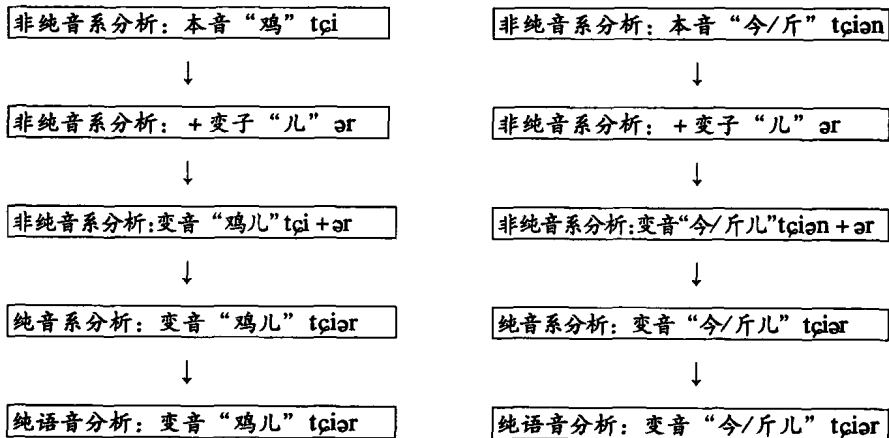 非纯音系分析：本音“鸡” tɕi
↓
非纯音系分析：+变子“儿” ər
↓
非纯音系分析:变音“鸡儿”tɕi+ər
↓
纯音系分析：变音“鸡儿” tɕiər
↓
纯语音分析：变音“鸡儿” tɕiər
非纯音系分析：本音“今/斤” tɕiən
↓
非纯音系分析：+变子“儿” ər
↓
非纯音系分析:变音“今/斤儿”tɕiən+ər
↓
纯音系分析：变音“今/斤儿” tɕiər
↓
纯语音分析：变音“今/斤儿” tɕiər